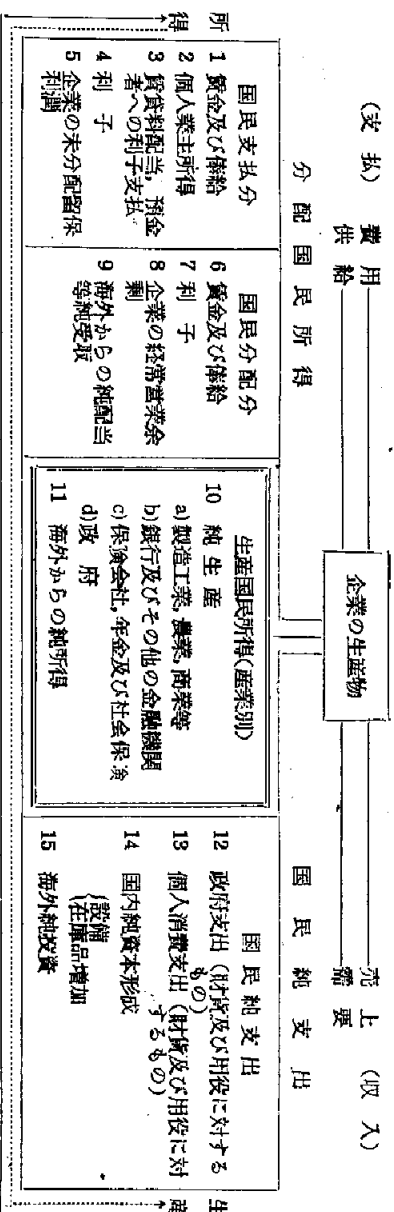 (支払) 費用 売上 (収入)
供給 企業の生産物 需要
分配国民所得 国民純支出
所得
国民支払分
1 賃金及び俸給
2 個人業主所得
3 賃貸料配当,預金
者への利子支払
4 利子
5 企業の未分配留保
利潤
国民分配分
6 賃金及び俸給
7 利子
8 企業の経常営業余
剰
9 海外からの純配当
等純受取
生産国民所得(産業別)
10 純生産
a)製造工業,農業,商業等
b)銀行及びその他の金融機関
c)保険会社,年金及び社会保険
d)政府
11 海外からの純所得
国民純支出
12 政府支出(財貨及び用役に対する
もの)
13 個人消費支出(財貨及び用役に対
するもの)
14 国内純資本形成
{設備
在庫品増加
15 海外純投資